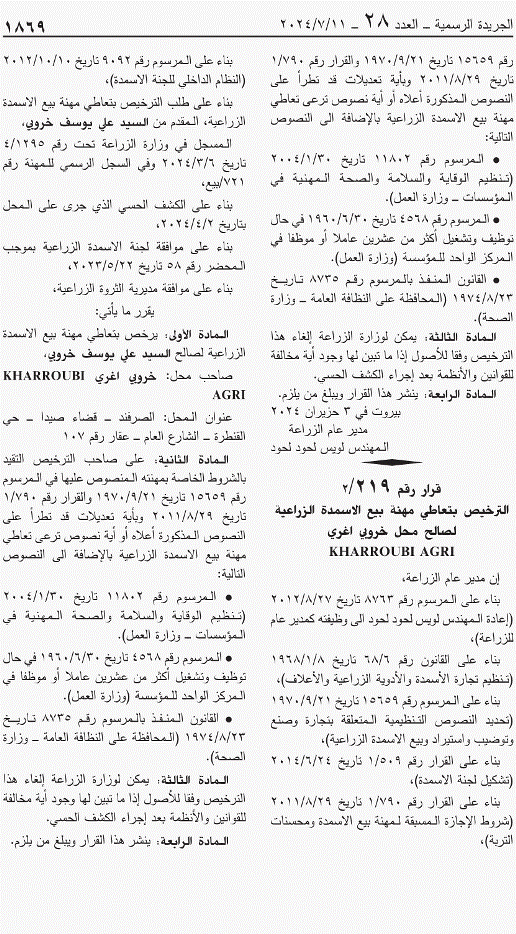 الجريدة الرسمية ــ العدد ٢٨ ــ ٢٠٢٤/٧/١١
١٨٦٩
رقم ١٥٦٥٩ تاريخ ١٩٧٠/٩/٢١ والقرار رقم ١/٧٩٠
تاريخ ٢٠١١/٨/٢٩ وبأية تعديلات قد تطرأ على
النصوص المذكورة أعلاه أو أية نصوص ترعى تعاطي
مهنة بيع الاسمدة الزراعية بالإضافة الى النصوص
التالية:
● المرسوم رقم ١١٨٠٢ تاريخ ٢٠٠٤/١/٣٠
(تنظيم الوقاية والسلامة والصحة المهنية في
المؤسسات ــ وزارة العمل).
● المرسوم رقم ٤٥٦٨ تاريخ ١٩٦٠/٦/٣٠ في حال
توظيف وتشغيل أكثر من عشرين عاملا أو موظفا في
المركز الواحد للمؤسسة (وزارة العمل).
● القانون المنفذ بالمرسوم رقم ٨٧٣٥ تاريخ
١٩٧٤/٨/٢٣ (المحافظة على النظافة العامة ــ وزارة
الصحة).
المادة الثالثة: يمكن لوزارة الزراعة إلغاء هذا
الترخيص وفقا للأصول إذا ما تبين لها وجود أية مخالفة
للقوانين والأنظمة بعد إجراء الكشف الحسي.
المادة الرابعة: ينشر هذا القرار ويبلغ من يلزم.
بيروت في ٣ حزيران ٢٠٢٤
مدير عام الزراعة
المهندس لويس لحود لحود
قرار رقم ٢/٢١٩
الترخيص بتعاطي مهنة بيع الاسمدة الزراعية
لصالح محل خروبي اغري
KHARROUBI AGRI
إن مدير عام الزراعة،
بناء على المرسوم رقم ٨٧٦٣ تاريخ ٢٠١٢/٨/٢٧
(إعادة المهندس لويس لحود لحود الى وظيفته كمدير عام
للزراعة)،
بناء على القانون رقم ٦٨/٦ تاريخ ١٩٦٨/١/٨
(تنظيم تجارة الأسمدة والأدوية الزراعية والأعلاف)،
بناء على المرسوم رقم ١٥٦٥٩ تاريخ ١٩٧٠/٩/٢١
(تحديد النصوص التنظيمية المتعلقة بتجارة وصنع
وتوضيب واستيراد وبيع الاسمدة الزراعية)،
بناء على القرار رقم ١/٥٠٩ تاريخ ٢٠١٤/٦/٢٤
(تشكيل لجنة الاسمدة)،
بناء على القرار رقم ١/٧٩٠ تاريخ ٢٠١١/٨/٢٩
(شروط الإجازة المسبقة لمهنة بيع الاسمدة ومحسنات
التربة)،
بناء على المرسوم رقم ٩٠٩٢ تاريخ ٢٠١٢/١٠/١٠
(النظام الداخلي للجنة الاسمدة)،
بناء على طلب الترخيص بتعاطي مهنة بيع الاسمدة
الزراعية، المقدم من السيد علي يوسف خروبي،
المسجل في وزارة الزراعة تحت رقم ٤/١٢٩٥
تاريخ ٢٠٢٤/٣/٦ وفي السجل الرسمي للمهنة رقم
٧٢١/بيع،
بناء على الكشف الحسي الذي جرى على المحل
بتاريخ ٢٠٢٤/٤/٢،
بناء على موافقة لجنة الاسمدة الزراعية بموجب
المحضر رقم ٥٨ تاريخ ٢٠٢٣/٥/٢٢،
بناء على موافقة مديرية الثروة الزراعية،
يقرر ما يأتي:
المادة الأولى: يرخص بتعاطي مهنة بيع الاسمدة
الزراعية لصالح السيد علي يوسف خروبي،
صاحب محل: خروبي اغري KHARROUBI
AGRI
عنوان المحل: الصرفند ــ قضاء صيدا ــ حي
القنطرة ــ الشارع العام ــ عقار رقم ١٠٧
المادة الثانية: على صاحب الترخيص التقيد
بالشروط الخاصة بمهنته المنصوص عليها في المرسوم
رقم ١٥٦٥٩ تاريخ ١٩٧٠/٩/٢١ والقرار رقم ١/٧٩٠
تاريخ ٢٠١١/٨/٢٩ وبأية تعديلات قد تطرأ على
النصوص المذكورة أعلاه أو أية نصوص ترعى تعاطي
مهنة بيع الاسمدة الزراعية بالإضافة الى النصوص
التالية:
● المرسوم رقم ١١٨٠٢ تاريخ ٢٠٠٤/١/٣٠
(تنظيم الوقاية والسلامة والصحة المهنية في
المؤسسات ــ وزارة العمل).
● المرسوم رقم ٤٥٦٨ تاريخ ١٩٦٠/٦/٣٠ في حال
توظيف وتشغيل أكثر من عشرين عاملا أو موظفا في
المركز الواحد للمؤسسة (وزارة العمل).
● القانون المنفذ بالمرسوم رقم ٨٧٣٥ تاريخ
١٩٧٤/٨/٢٣ (المحافظة على النظافة العامة ــ وزارة
الصحة).
المادة الثالثة: يمكن لوزارة الزراعة إلغاء هذا
الترخيص وفقا للأصول إذا ما تبين لها وجود أية مخالفة
للقوانين والأنظمة بعد إجراء الكشف الحسي.
المادة الرابعة: ينشر هذا القرار ويبلغ من يلزم.